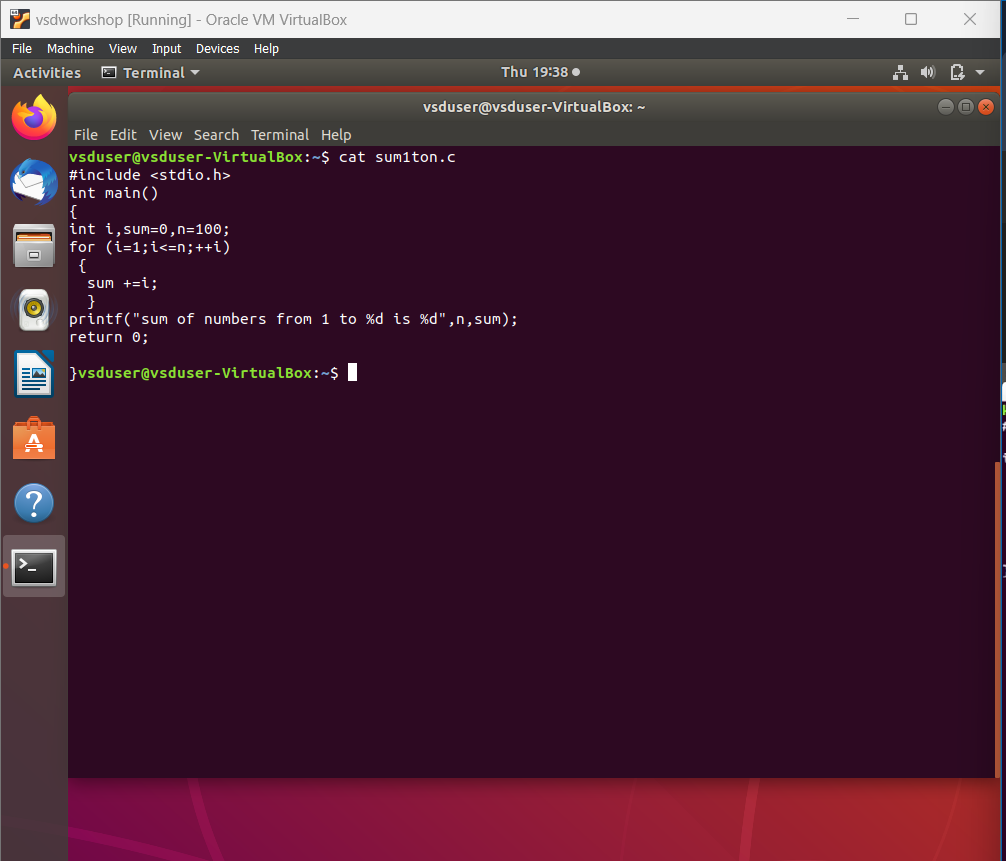 vsdworkshop [Running] - Oracle VM VirtualBox
File Machine View Input Devices Help
Activities Terminal Thu 19:38
vsduser@vsduser-VirtualBox: ~
File Edit View Search Terminal Help
vsduser@vsduser-VirtualBox:~$ cat sum1ton.c
#include <stdio.h>
int main()
{
int i,sum=0,n=100;
for (i=1;i<=n;++i)
 {
  sum +=i;
  }
printf("sum of numbers from 1 to %d is %d",n,sum);
return 0;

}vsduser@vsduser-VirtualBox:~$